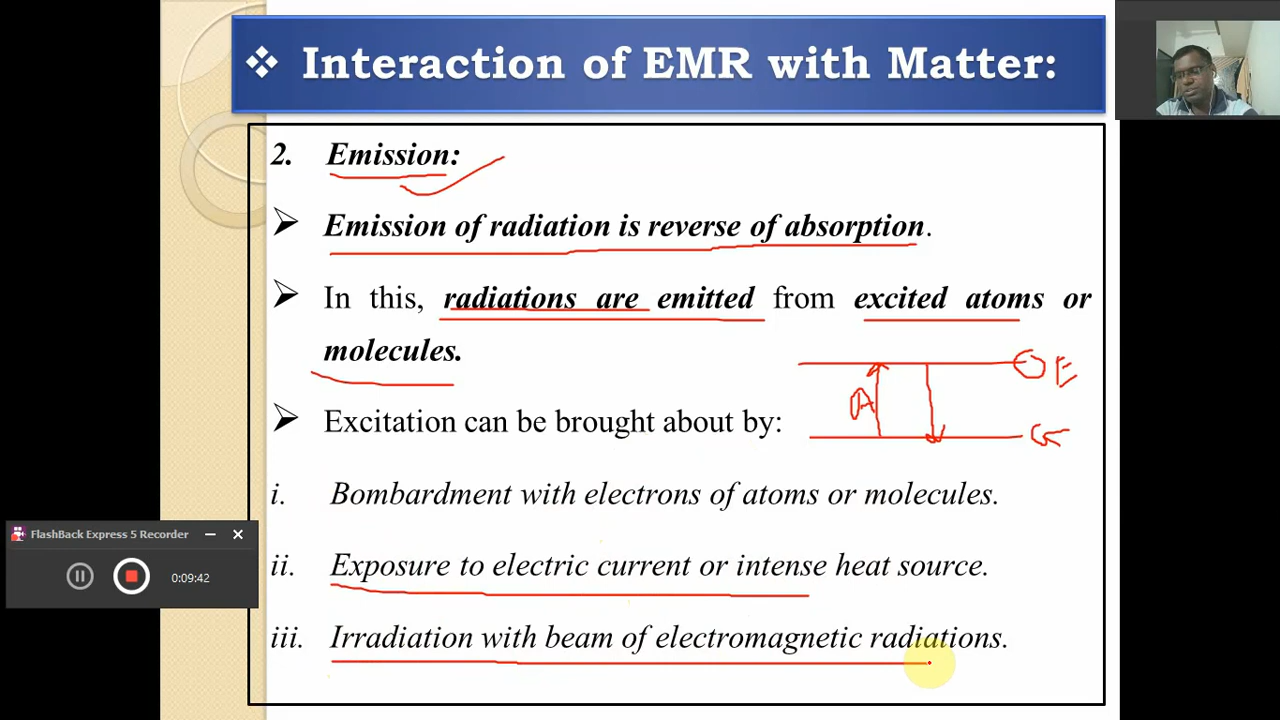 ❖ Interaction of EMR with Matter:
2. Emission:
➢ Emission of radiation is reverse of absorption.
➢ In this, radiations are emitted from excited atoms or
molecules.
E
A
➢ Excitation can be brought about by:
G
i. Bombardment with electrons of atoms or molecules.
FlashBack Express 5 Recorder
ii. Exposure to electric current or intense heat source.
0:09:42
iii. Irradiation with beam of electromagnetic radiations.